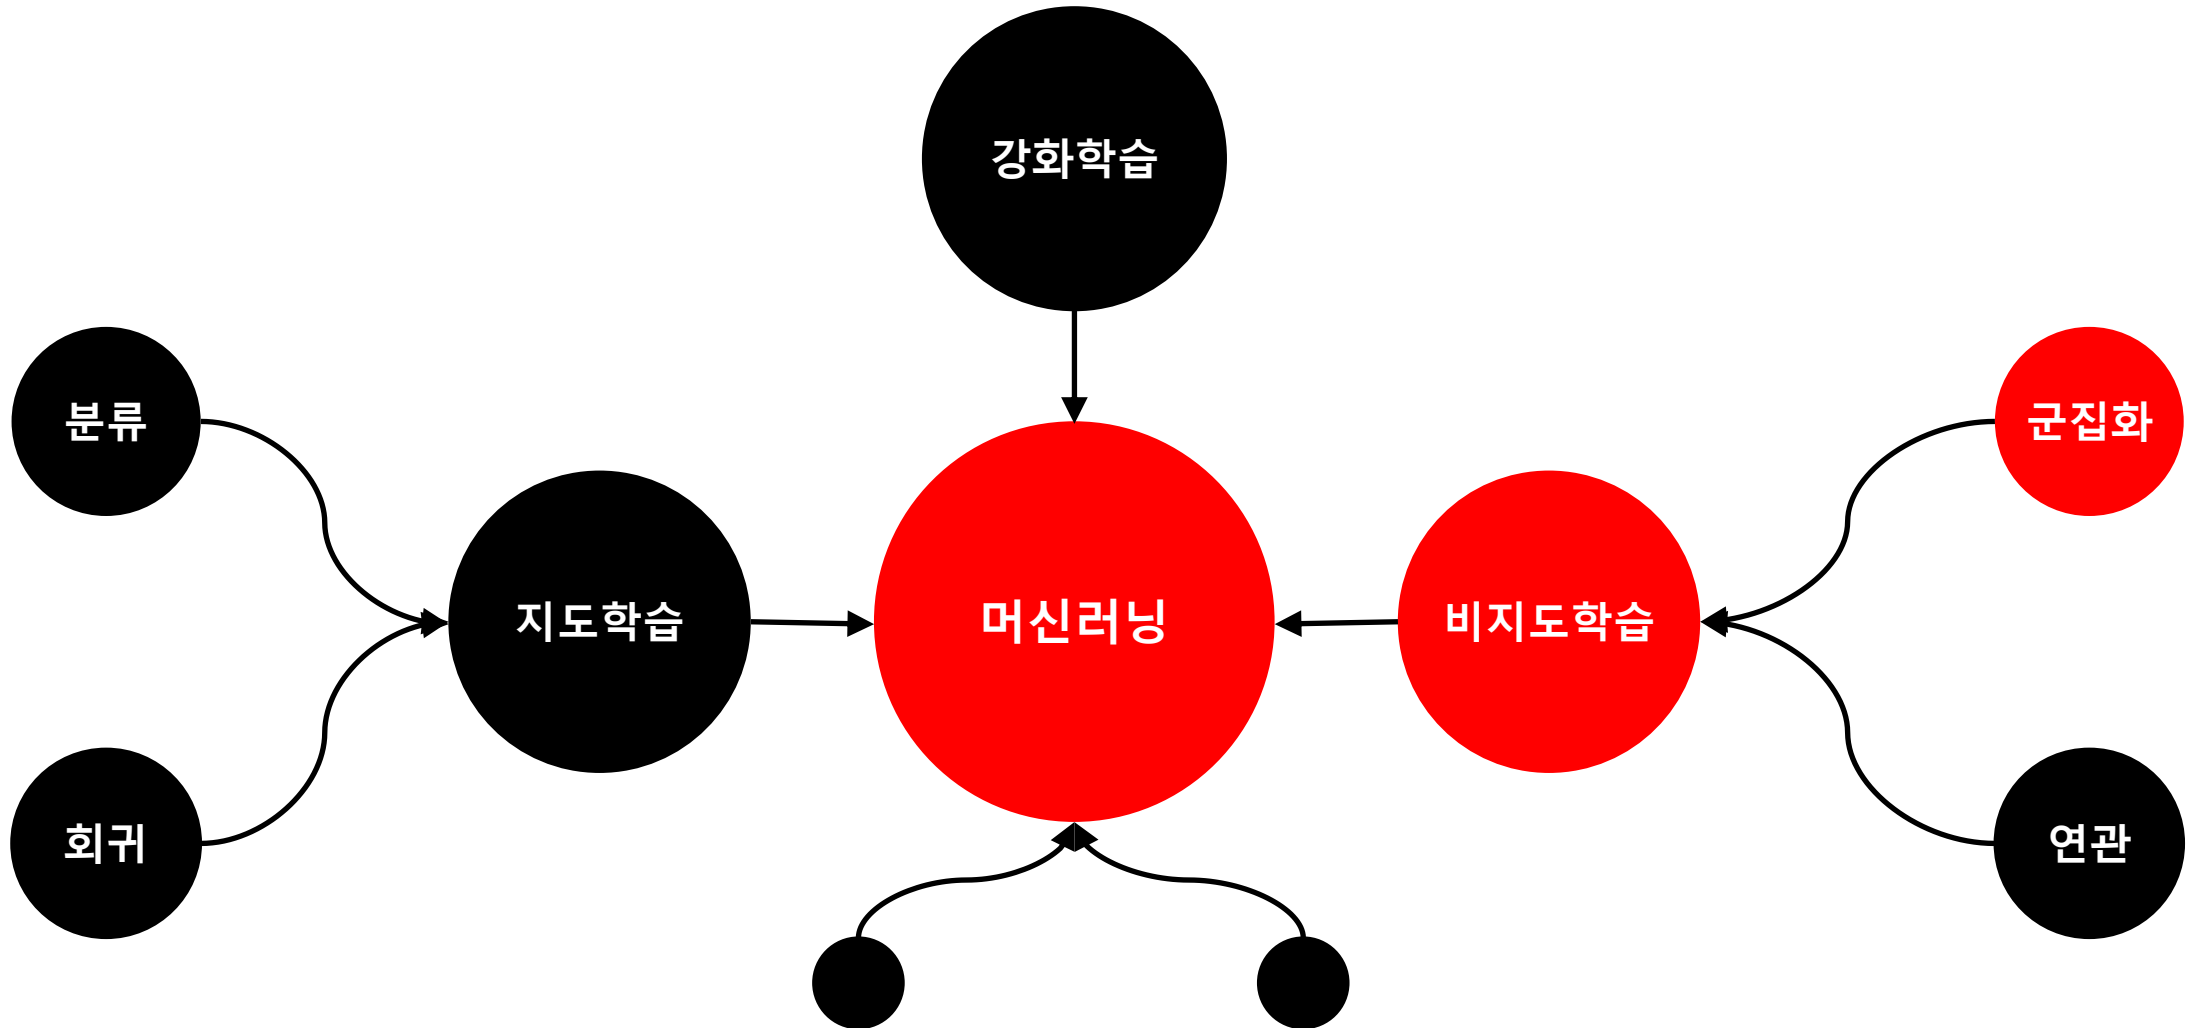 강화학습
분류
군집화
지도학습
머신러닝
비지도학습
회귀
연관